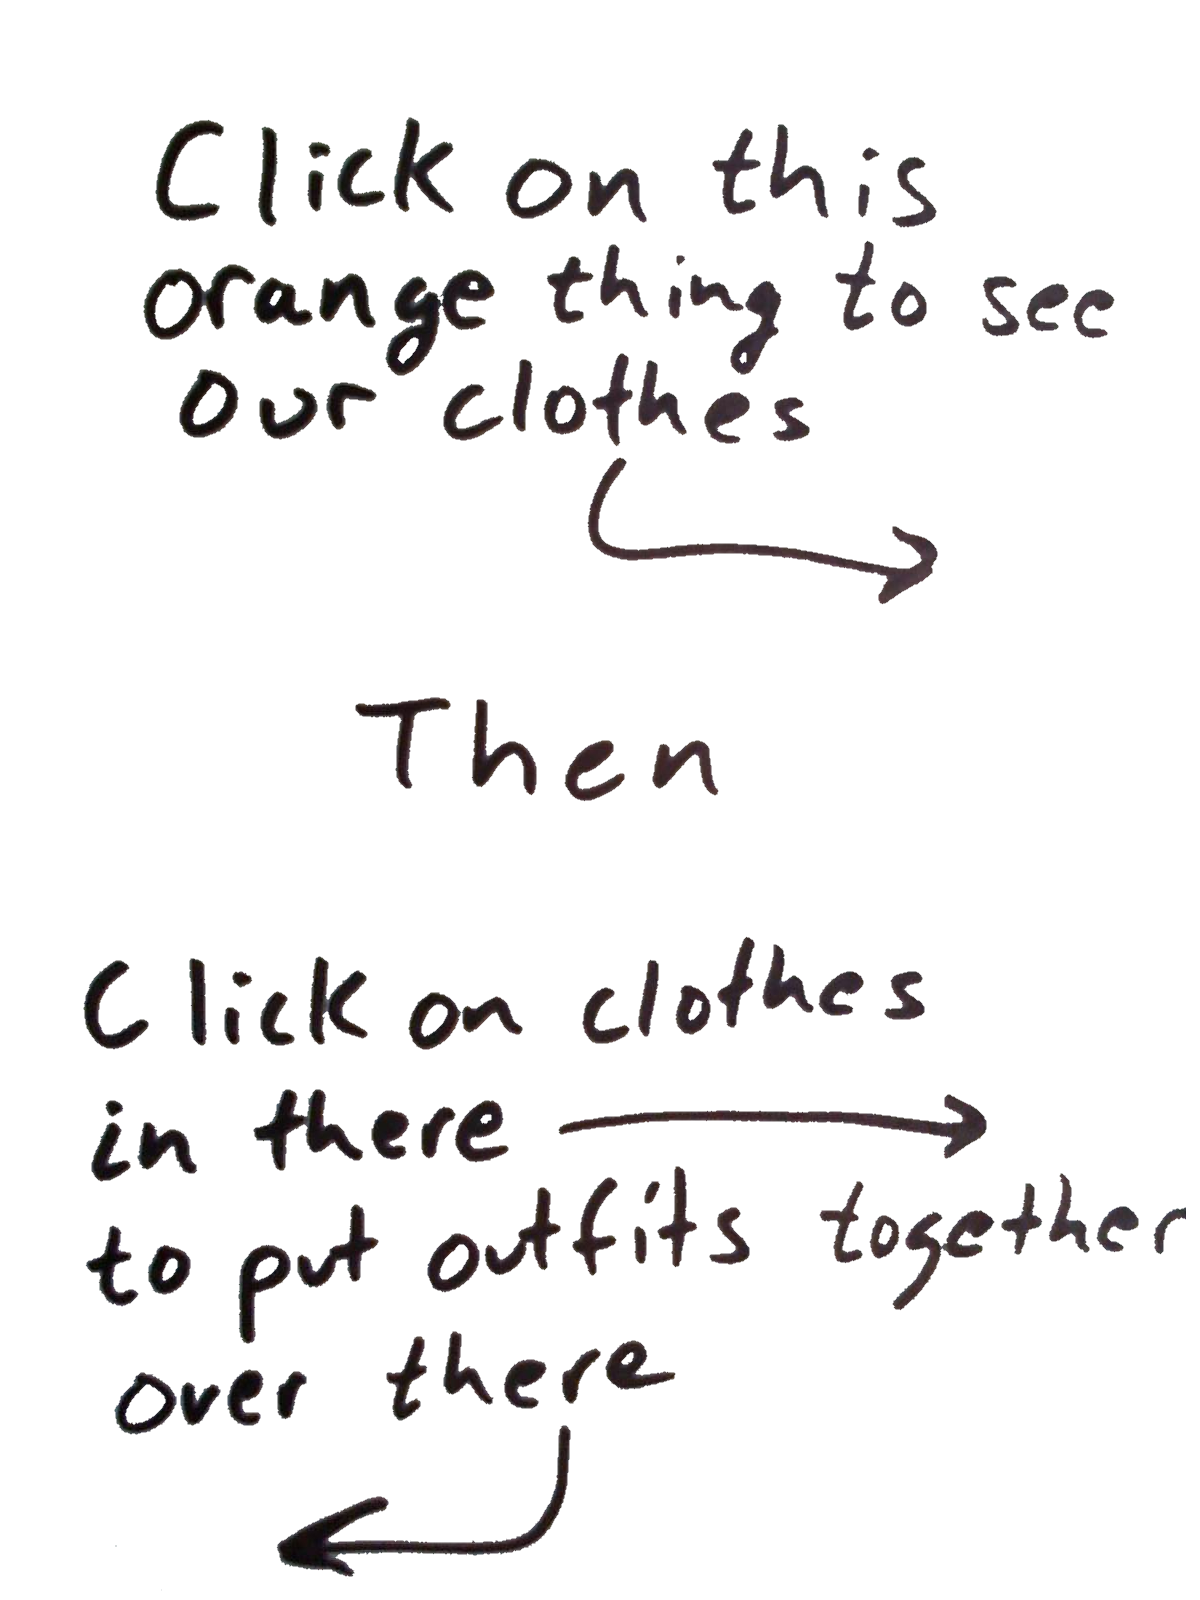 Click on this
orange thing to see
our clothes
Then
Click on clothes
in there
to put outfits together
over there